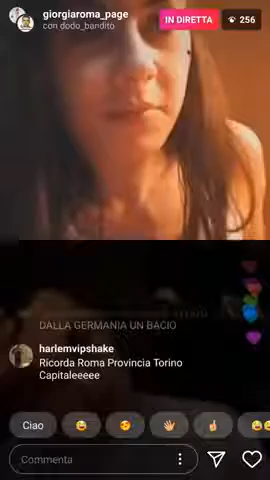 giorgiaroma_page
con dodo_bandito
IN DIRETTA
256
DALLA GERMANIA UN BACIO
harlemvipshake
Ricorda Roma Provincia Torino
Capitaleeeee
Ciao
Commenta